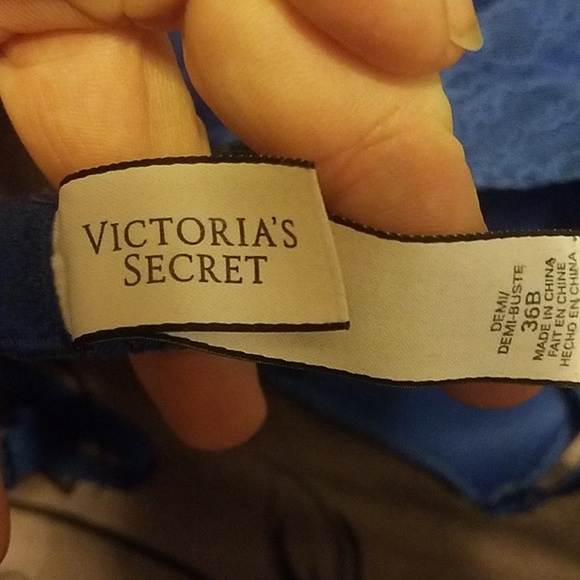 VICTORIA'S
SECRET
DEMI/
DEMI-BUSTE
36B
MADE IN CHINA
FAIT EN CHINE
HECHO EN CHINA